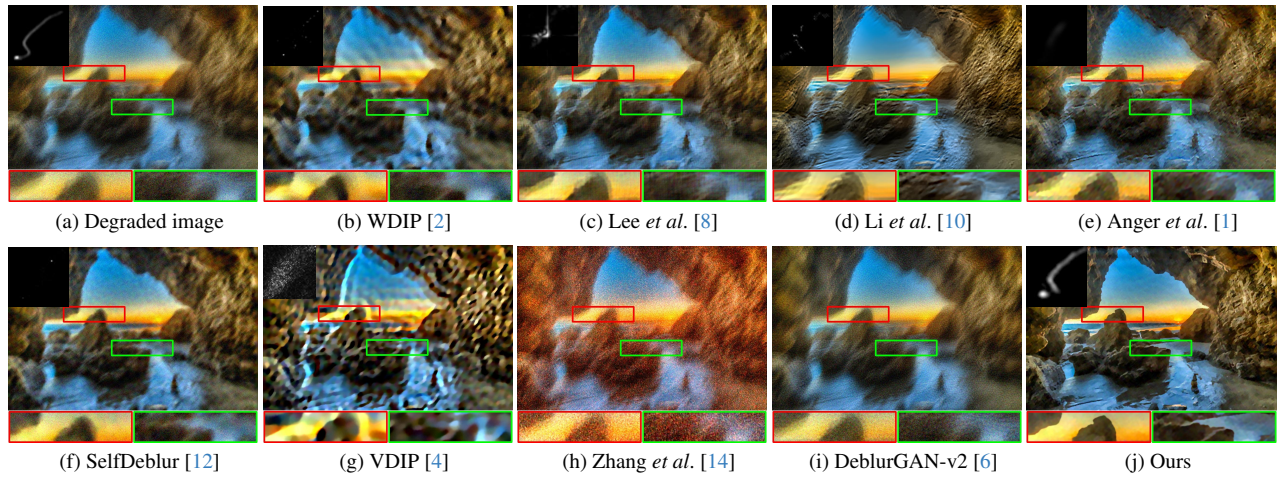 (a) Degraded image
(b) WDIP [2]
(c) Lee et al. [8]
(d) Li et al. [10]
(e) Anger et al. [1]
(f) SelfDeblur [12]
(g) VDIP [4]
(h) Zhang et al. [14]
(i) DeblurGAN-v2 [6]
(j) Ours